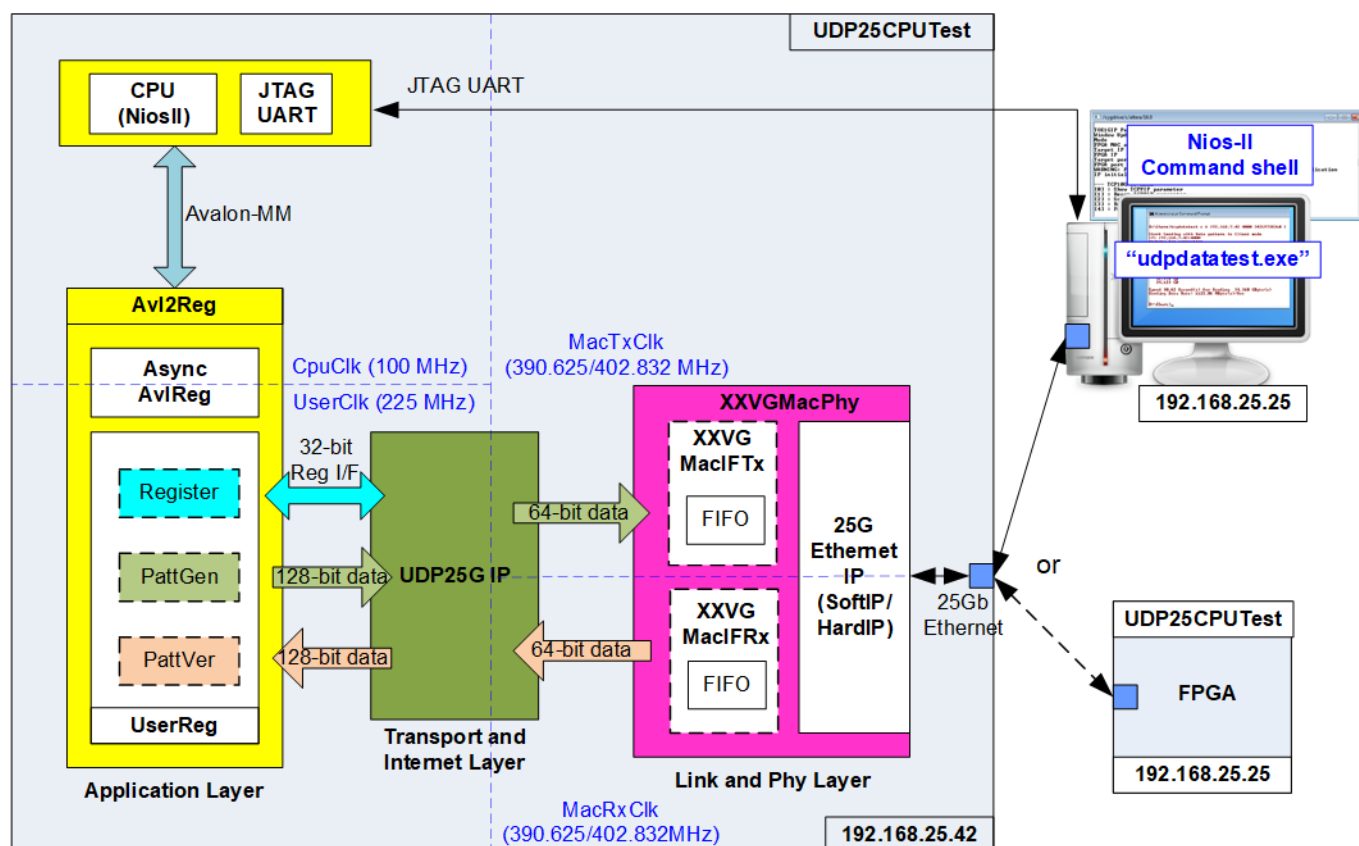 UDP25CPUTest
CPU
(NiosII)
JTAG
UART
JTAG UART
Nios-II
Command shell
"udpdatatest.exe"
192.168.25.25
Avalon-MM
Avl2Reg
Async
AvlReg
CpuClk (100 MHz)
UserClk (225 MHz)
MacTxClk
(390.625/402.832 MHz)
32-bit
Reg I/F
Register
PattGen
PattVer
UserReg
128-bit data
128-bit data
UDP25G IP
64-bit data
64-bit data
XXVGMacPhy
XXVG
MacIFTx
FIFO
XXVG
MacIFRx
FIFO
25G
Ethernet
IP
(SoftIP/
HardIP)
25Gb
Ethernet
or
UDP25CPUTest
FPGA
192.168.25.25
Application Layer
Transport and
Internet Layer
Link and Phy Layer
MacRxClk
(390.625/402.832MHz)
192.168.25.42